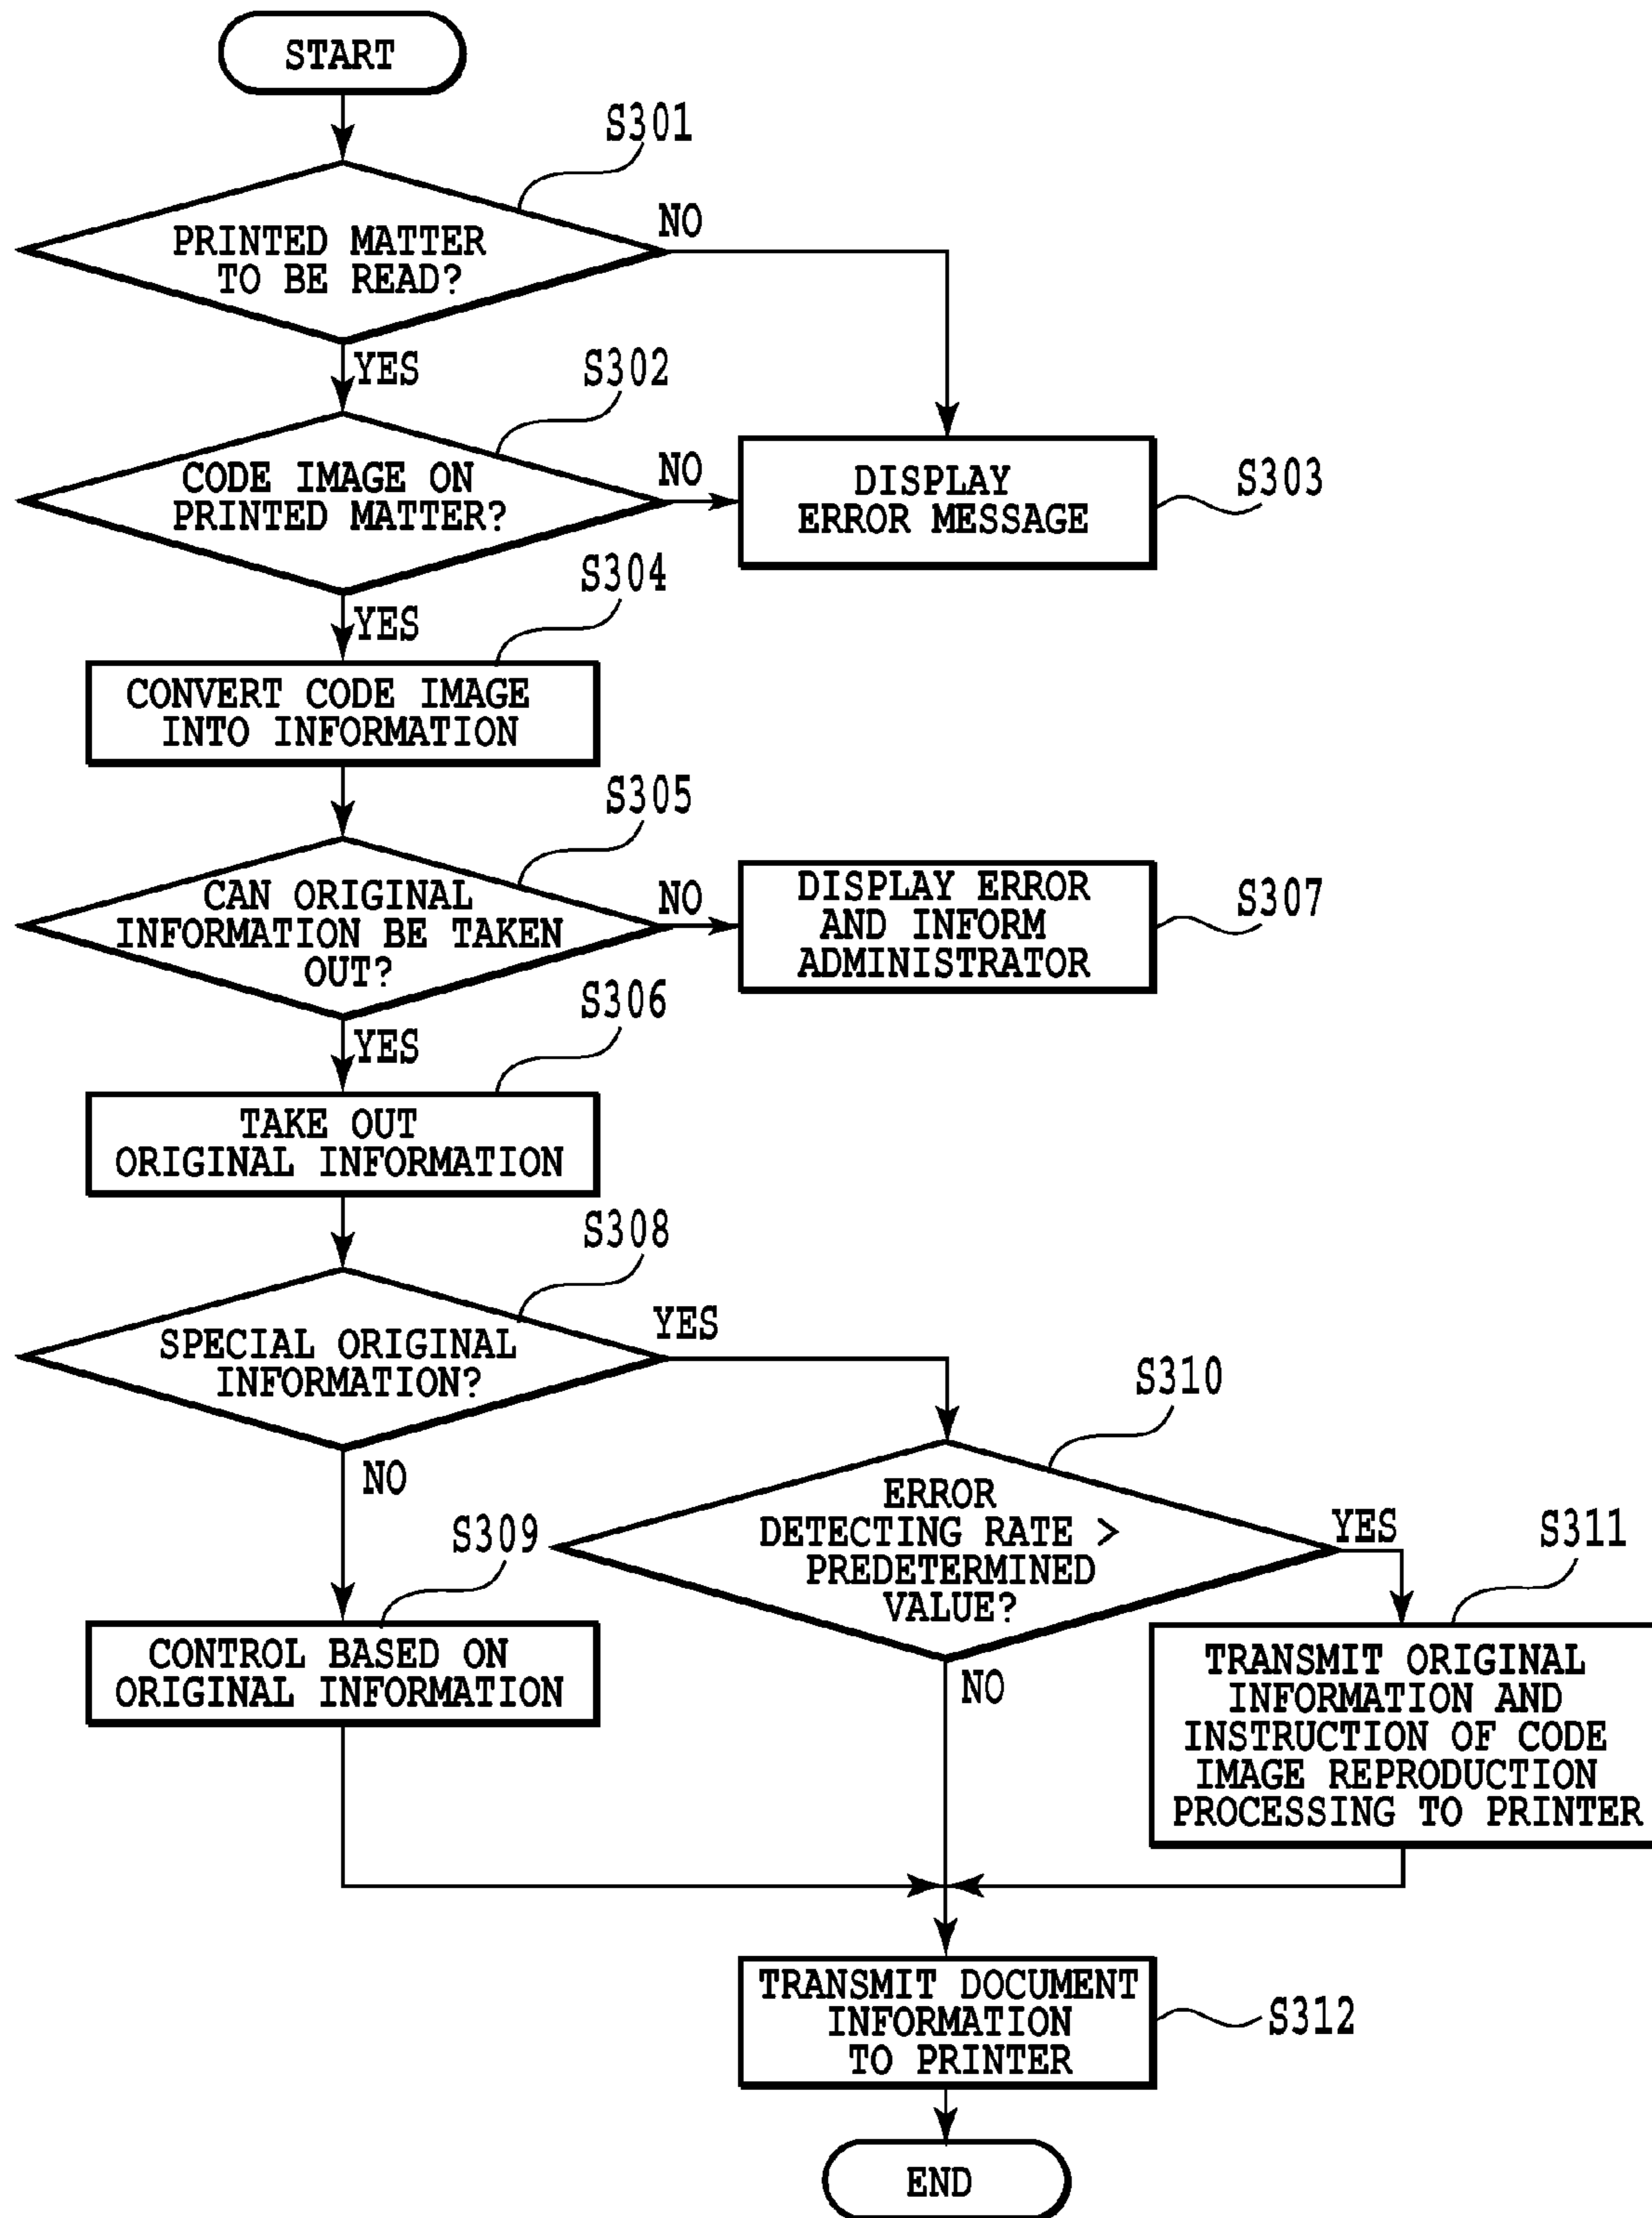 START
S301
PRINTED MATTER
TO BE READ?
NO
YES
S302
CODE IMAGE ON
PRINTED MATTER?
NO
DISPLAY
ERROR MESSAGE
S303
YES
S304
CONVERT CODE IMAGE
INTO INFORMATION
S305
CAN ORIGINAL
INFORMATION BE TAKEN
OUT?
NO
DISPLAY ERROR
AND INFORM
ADMINISTRATOR
S307
YES
S306
TAKE OUT
ORIGINAL INFORMATION
S308
SPECIAL ORIGINAL
INFORMATION?
YES
NO
S310
ERROR
DETECTING RATE >
PREDETERMINED
VALUE?
YES
NO
S309
CONTROL BASED ON
ORIGINAL INFORMATION
S311
TRANSMIT ORIGINAL
INFORMATION AND
INSTRUCTION OF CODE
IMAGE REPRODUCTION
PROCESSING TO PRINTER
TRANSMIT DOCUMENT
INFORMATION
TO PRINTER
S312
END